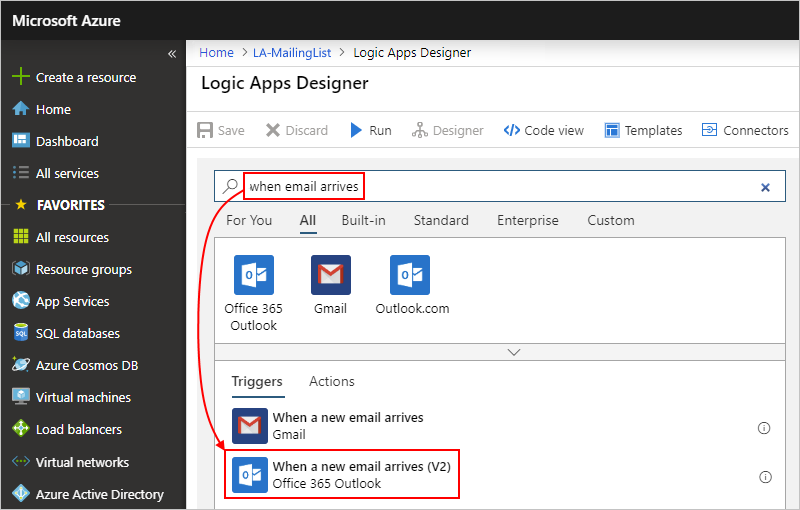 Microsoft Azure
«
Create a resource
Home
Dashboard
All services
FAVORITES
All resources
Resource groups
App Services
SQL databases
Azure Cosmos DB
Virtual machines
Load balancers
Virtual networks
Azure Active Directory
Home > LA-MailingList > Logic Apps Designer
Logic Apps Designer
Save Discard Run Designer Code view Templates Connectors
when email arrives
For You All Built-in Standard Enterprise Custom
Office 365 Gmail Outlook.com
Outlook
Triggers Actions
When a new email arrives
Gmail
When a new email arrives (V2)
Office 365 Outlook